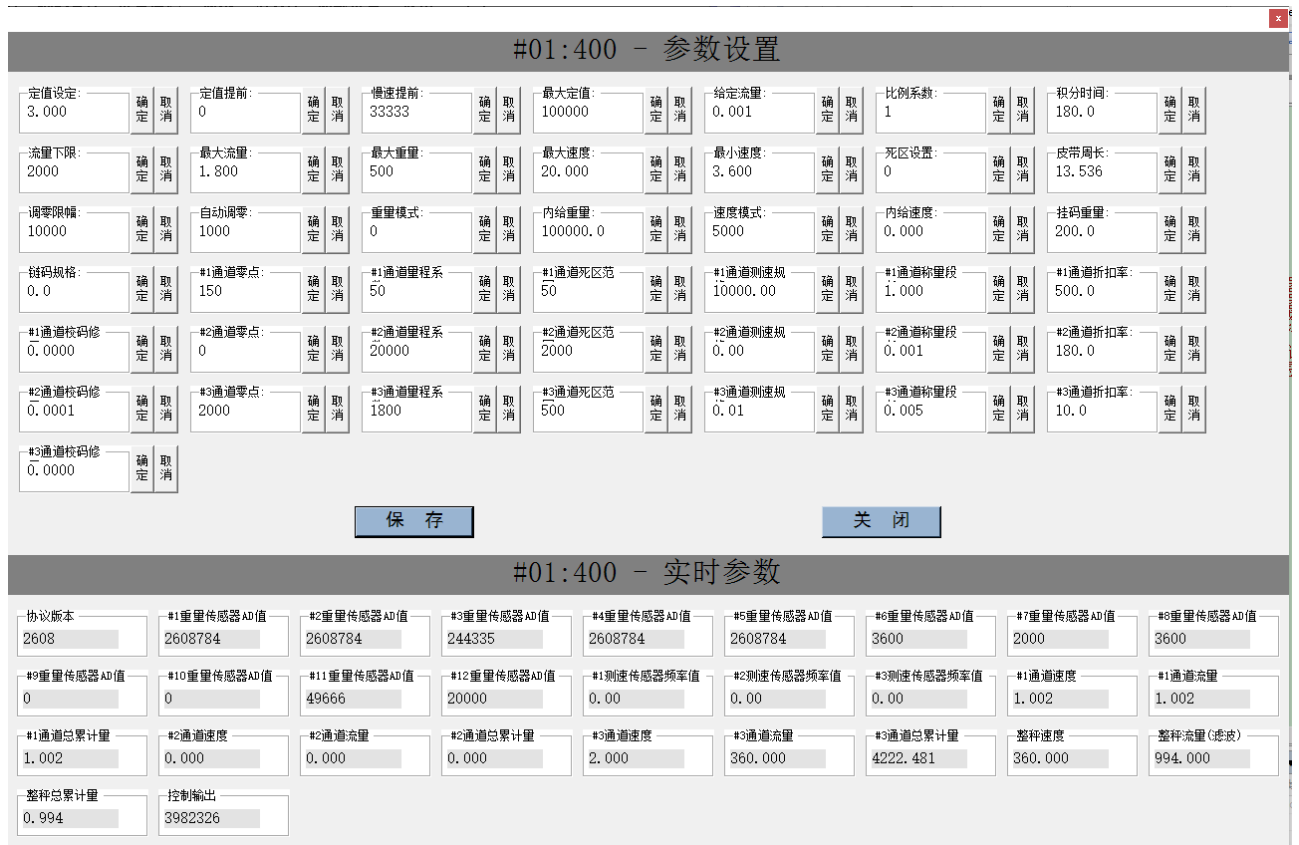 x
#01:400 - 参数设置
定值设定: 定值提前: 慢速提前: 最大定值: 给定流量: 比例系数: 积分时间:
3.000 确定 取消 0 确定 取消 33333 确定 取消 100000 确定 取消 0.001 确定 取消 1 确定 取消 180.0 确定 取消
流量下限: 最大流量: 最大重量: 最大速度: 最小速度: 死区设置: 皮带周长:
2000 确定 取消 1.800 确定 取消 500 确定 取消 20.000 确定 取消 3.600 确定 取消 0 确定 取消 13.536 确定 取消
调零限幅: 自动调零: 重量模式: 内给重量: 速度模式: 内给速度: 挂码重量:
10000 确定 取消 1000 确定 取消 0 确定 取消 100000.0 确定 取消 5000 确定 取消 0.000 确定 取消 200.0 确定 取消
链码规格: #1通道零点: #1通道里程系 #1通道死区范 #1通道测速规 #1通道称里段 #1通道折扣率:
0.0 确定 取消 150 确定 取消 50 确定 取消 50 确定 取消 10000.00 确定 取消 1.000 确定 取消 500.0 确定 取消
#1通道校码修 #2通道零点: #2通道里程系 #2通道死区范 #2通道测速规 #2通道称里段 #2通道折扣率:
0.0000 确定 取消 0 确定 取消 20000 确定 取消 2000 确定 取消 0.00 确定 取消 0.001 确定 取消 180.0 确定 取消
#2通道校码修 #3通道零点: #3通道里程系 #3通道死区范 #3通道测速规 #3通道称里段 #3通道折扣率:
0.0001 确定 取消 2000 确定 取消 1800 确定 取消 500 确定 取消 0.01 确定 取消 0.005 确定 取消 10.0 确定 取消
#3通道校码修
0.0000 确定 取消
保 存 关 闭
#01:400 - 实时参数
协议版本 #1重量传感器AD值 #2重量传感器AD值 #3重量传感器AD值 #4重量传感器AD值 #5重量传感器AD值 #6重量传感器AD值 #7重量传感器AD值 #8重量传感器AD值
2608 2608784 2608784 244335 2608784 2608784 3600 2000 3600
#9重量传感器AD值 #10重量传感器AD值 #11重量传感器AD值 #12重量传感器AD值 #1测速传感器频率值 #2测速传感器频率值 #3测速传感器频率值 #1通道速度 #1通道流量
0 0 49666 20000 0.00 0.00 0.00 1.002 1.002
#1通道总累计量 #2通道速度 #2通道流量 #2通道总累计量 #3通道速度 #3通道流量 #3通道总累计量 整秤速度 整秤流量(滤波)
1.002 0.000 0.000 0.000 2.000 360.000 4222.481 360.000 994.000
整秤总累计量 控制输出
0.994 3982326